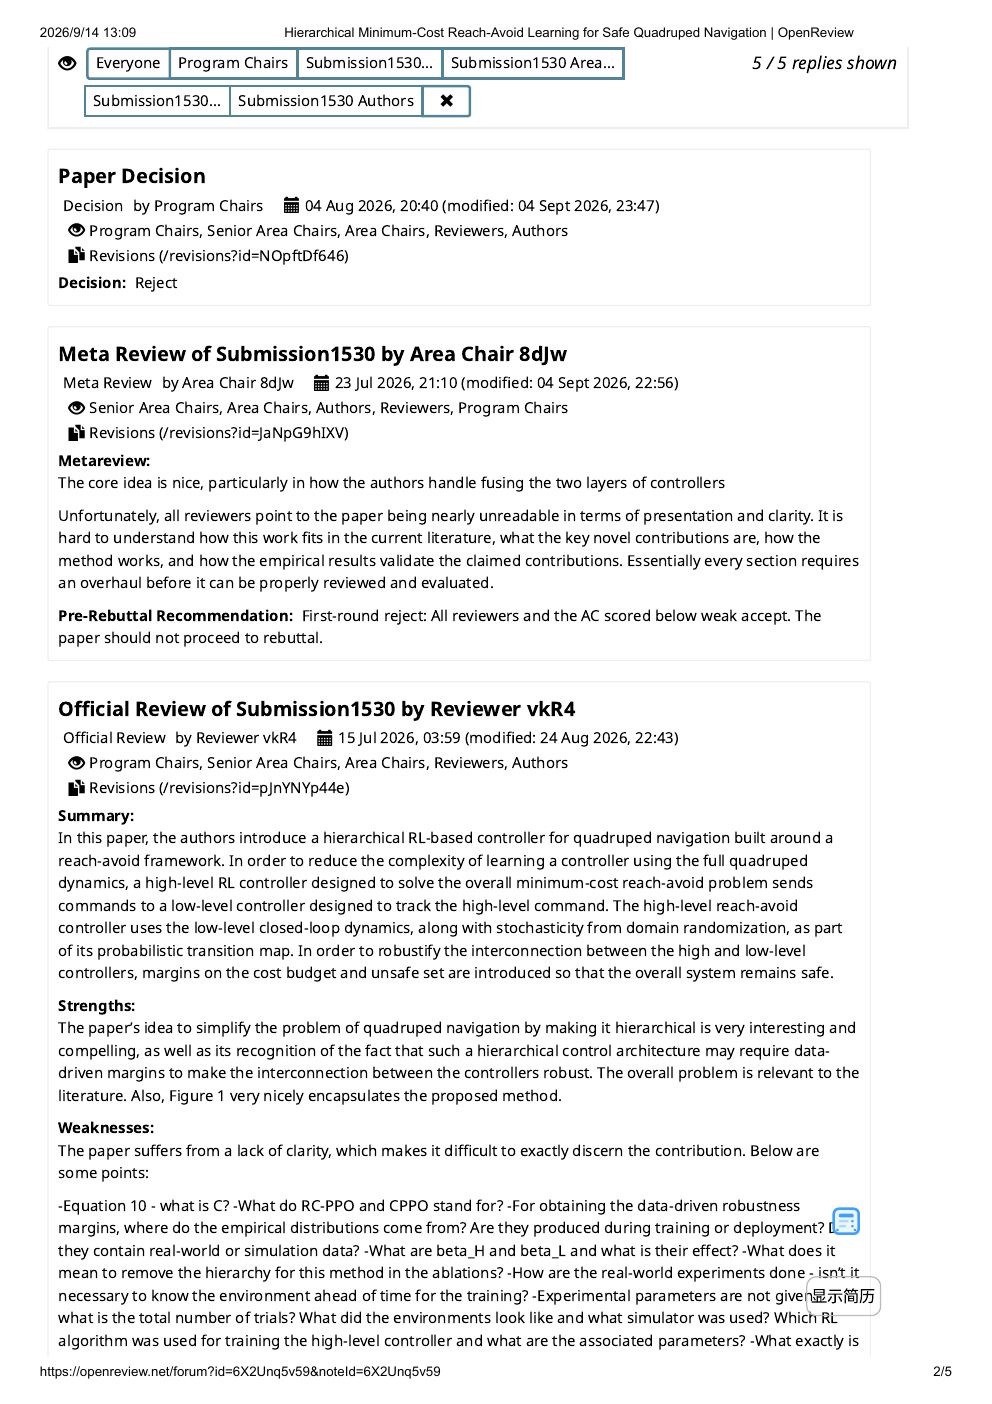 2026/9/14 13:09
Hierarchical Minimum-Cost Reach-Avoid Learning for Safe Quadruped Navigation | OpenReview
Everyone Program Chairs Submission1530... Submission1530 Area... 5 / 5 replies shown
Submission1530... Submission1530 Authors ✖
Paper Decision
Decision by Program Chairs 04 Aug 2026, 20:40 (modified: 04 Sept 2026, 23:47)
Program Chairs, Senior Area Chairs, Area Chairs, Reviewers, Authors
Revisions (/revisions?id=NOpftDf646)
Decision: Reject
Meta Review of Submission1530 by Area Chair 8dJw
Meta Review by Area Chair 8dJw 23 Jul 2026, 21:10 (modified: 04 Sept 2026, 22:56)
Senior Area Chairs, Area Chairs, Authors, Reviewers, Program Chairs
Revisions (/revisions?id=JaNpG9hIXV)
Metareview:
The core idea is nice, particularly in how the authors handle fusing the two layers of controllers
Unfortunately, all reviewers point to the paper being nearly unreadable in terms of presentation and clarity. It is
hard to understand how this work fits in the current literature, what the key novel contributions are, how the
method works, and how the empirical results validate the claimed contributions. Essentially every section requires
an overhaul before it can be properly reviewed and evaluated.
Pre-Rebuttal Recommendation: First-round reject: All reviewers and the AC scored below weak accept. The
paper should not proceed to rebuttal.
Official Review of Submission1530 by Reviewer vkR4
Official Review by Reviewer vkR4 15 Jul 2026, 03:59 (modified: 24 Aug 2026, 22:43)
Program Chairs, Senior Area Chairs, Area Chairs, Reviewers, Authors
Revisions (/revisions?id=pJnYNYp44e)
Summary:
In this paper, the authors introduce a hierarchical RL-based controller for quadruped navigation built around a
reach-avoid framework. In order to reduce the complexity of learning a controller using the full quadruped
dynamics, a high-level RL controller designed to solve the overall minimum-cost reach-avoid problem sends
commands to a low-level controller designed to track the high-level command. The high-level reach-avoid
controller uses the low-level closed-loop dynamics, along with stochasticity from domain randomization, as part
of its probabilistic transition map. In order to robustify the interconnection between the high and low-level
controllers, margins on the cost budget and unsafe set are introduced so that the overall system remains safe.
Strengths:
The paper's idea to simplify the problem of quadruped navigation by making it hierarchical is very interesting and
compelling, as well as its recognition of the fact that such a hierarchical control architecture may require data-
driven margins to make the interconnection between the controllers robust. The overall problem is relevant to the
literature. Also, Figure 1 very nicely encapsulates the proposed method.
Weaknesses:
The paper suffers from a lack of clarity, which makes it difficult to exactly discern the contribution. Below are
some points:
-Equation 10 - what is C? -What do RC-PPO and CPPO stand for? -For obtaining the data-driven robustness
margins, where do the empirical distributions come from? Are they produced during training or deployment?
they contain real-world or simulation data? -What are beta_H and beta_L and what is their effect? -What does it
mean to remove the hierarchy for this method in the ablations? -How are the real-world experiments done - isn't it
necessary to know the environment ahead of time for the training? -Experimental parameters are not given
显示简历
what is the total number of trials? What did the environments look like and what simulator was used? Which RL
algorithm was used for training the high-level controller and what are the associated parameters? -What exactly is
https://openreview.net/forum?id=6X2Unq5v59&noteId=6X2Unq5v59
2/5